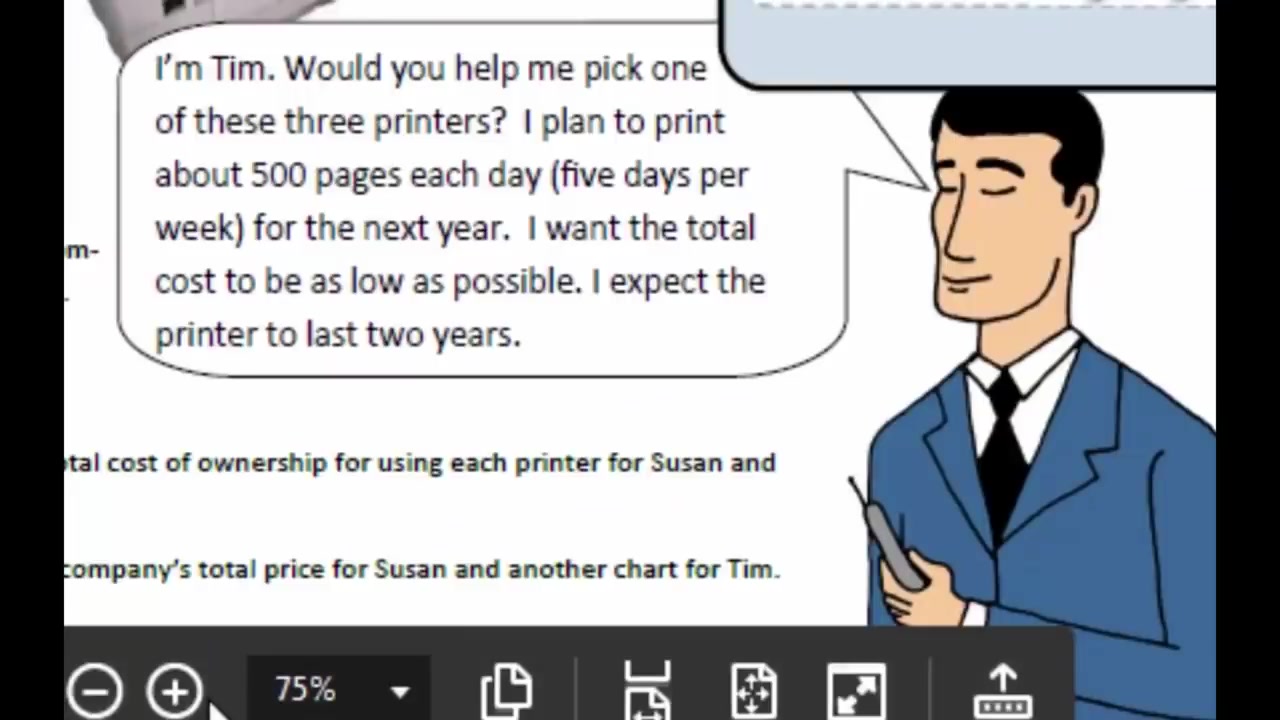 I'm Tim. Would you help me pick one
of these three printers?  I plan to print
about 500 pages each day (five days per
week) for the next year.  I want the total
cost to be as low as possible. I expect the
printer to last two years.
cost of ownership for using each printer for Susan and
company's total price for Susan and another chart for Tim.
75%